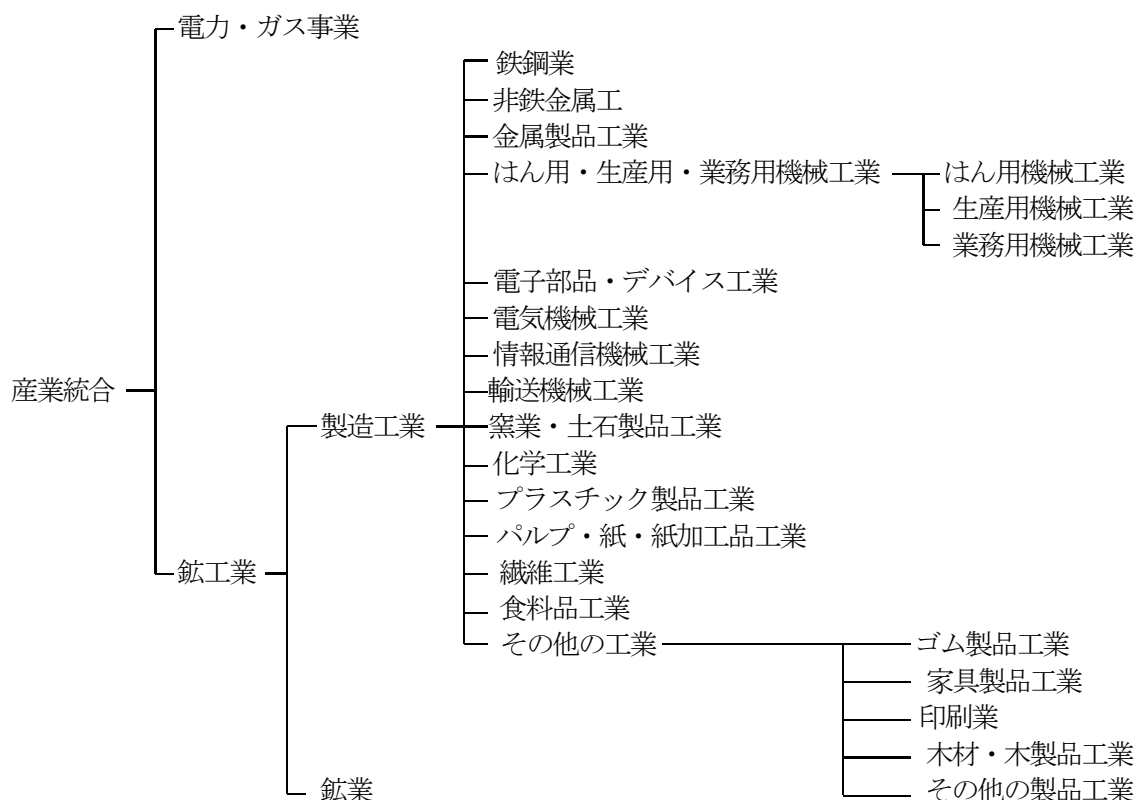 電力・ガス事業
鉄鋼業
非鉄金属工
金属製品工業
はん用・生産用・業務用機械工業
はん用機械工業
生産用機械工業
業務用機械工業
電子部品・デバイス工業
電気機械工業
情報通信機械工業
産業統合
輸送機械工業
製造工業
窯業・土石製品工業
化学工業
プラスチック製品工業
パルプ・紙・紙加工品工業
鉱工業
繊維工業
食料品工業
その他の工業
ゴム製品工業
家具製品工業
印刷業
木材・木製品工業
鉱業
その他の製品工業